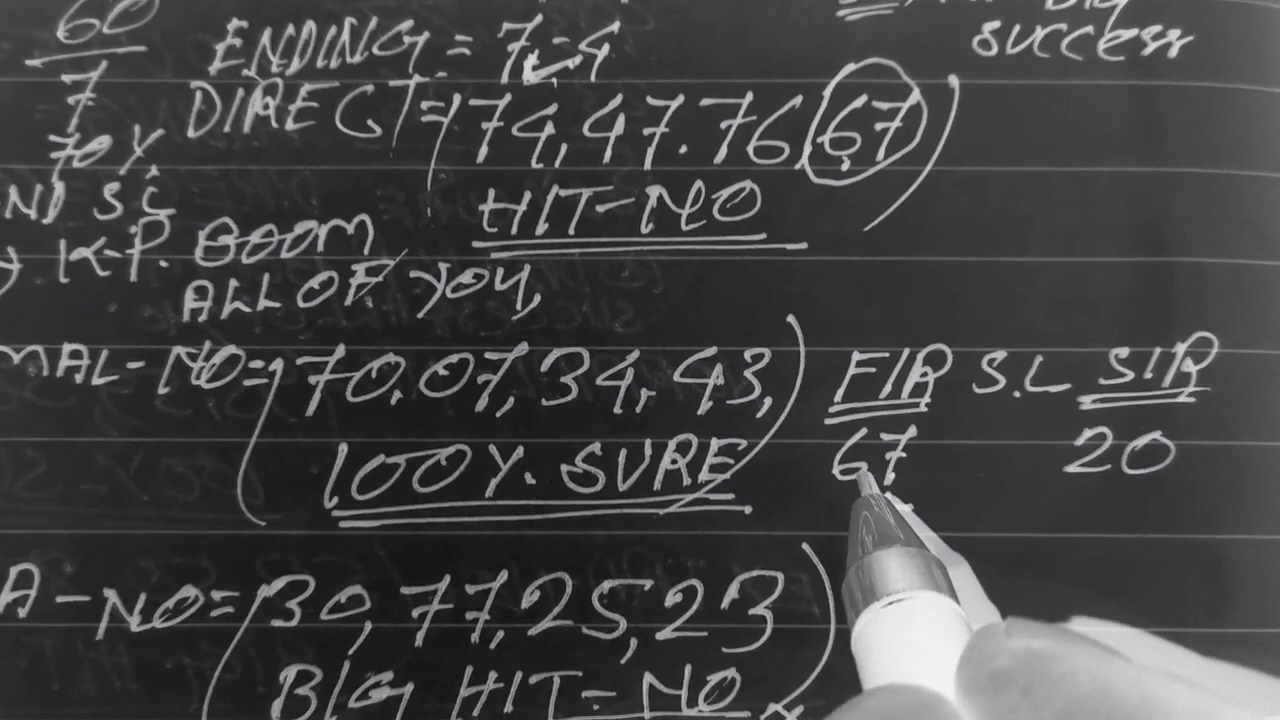 60
7
70%
SUCCESS
ENDING = 7-4
DIRECT=(74,47.76,67)
HIT-NO
ND S.L
→ K.P. BOOM
ALL OF YOU,
MAL-NO=(70.07,34,43,)
100%. SURE
FIR S.L SIR
67 20
A-NO=(30,77,25,23)
BIG HIT-NO